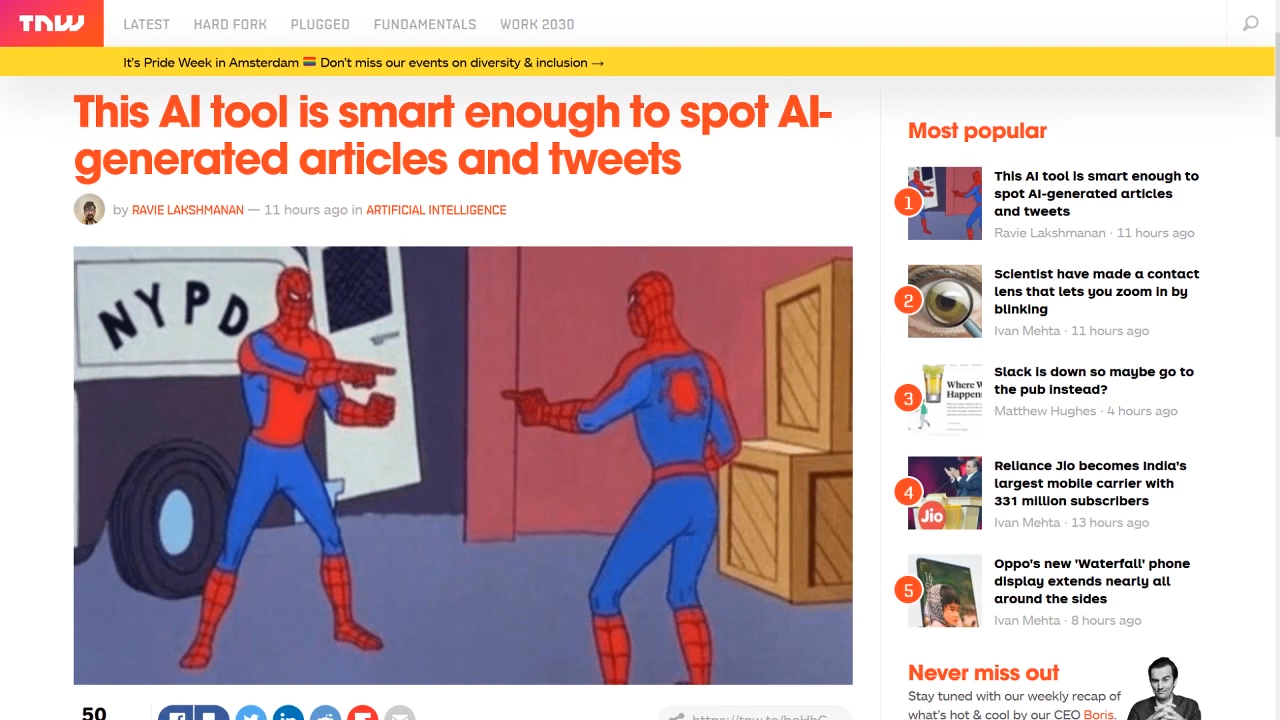 TNW
LATEST HARD FORK PLUGGED FUNDAMENTALS WORK 2030
It's Pride Week in Amsterdam 🏳️‍🌈 Don't miss our events on diversity & inclusion →
This AI tool is smart enough to spot AI-
generated articles and tweets
by RAVIE LAKSHMANAN — 11 hours ago in ARTIFICIAL INTELLIGENCE
NYPD
50
Most popular
1
This AI tool is smart enough to
spot AI-generated articles
and tweets
Ravie Lakshmanan · 11 hours ago
2
Scientist have made a contact
lens that lets you zoom in by
blinking
Ivan Mehta · 11 hours ago
3
Slack is down so maybe go to
the pub instead?
Matthew Hughes · 4 hours ago
4
Jio
Reliance Jio becomes India's
largest mobile carrier with
331 million subscribers
Ivan Mehta · 13 hours ago
5
Oppo's new 'Waterfall' phone
display extends nearly all
around the sides
Ivan Mehta · 8 hours ago
Never miss out
Stay tuned with our weekly recap of
what's hot & cool by our CEO Boris.